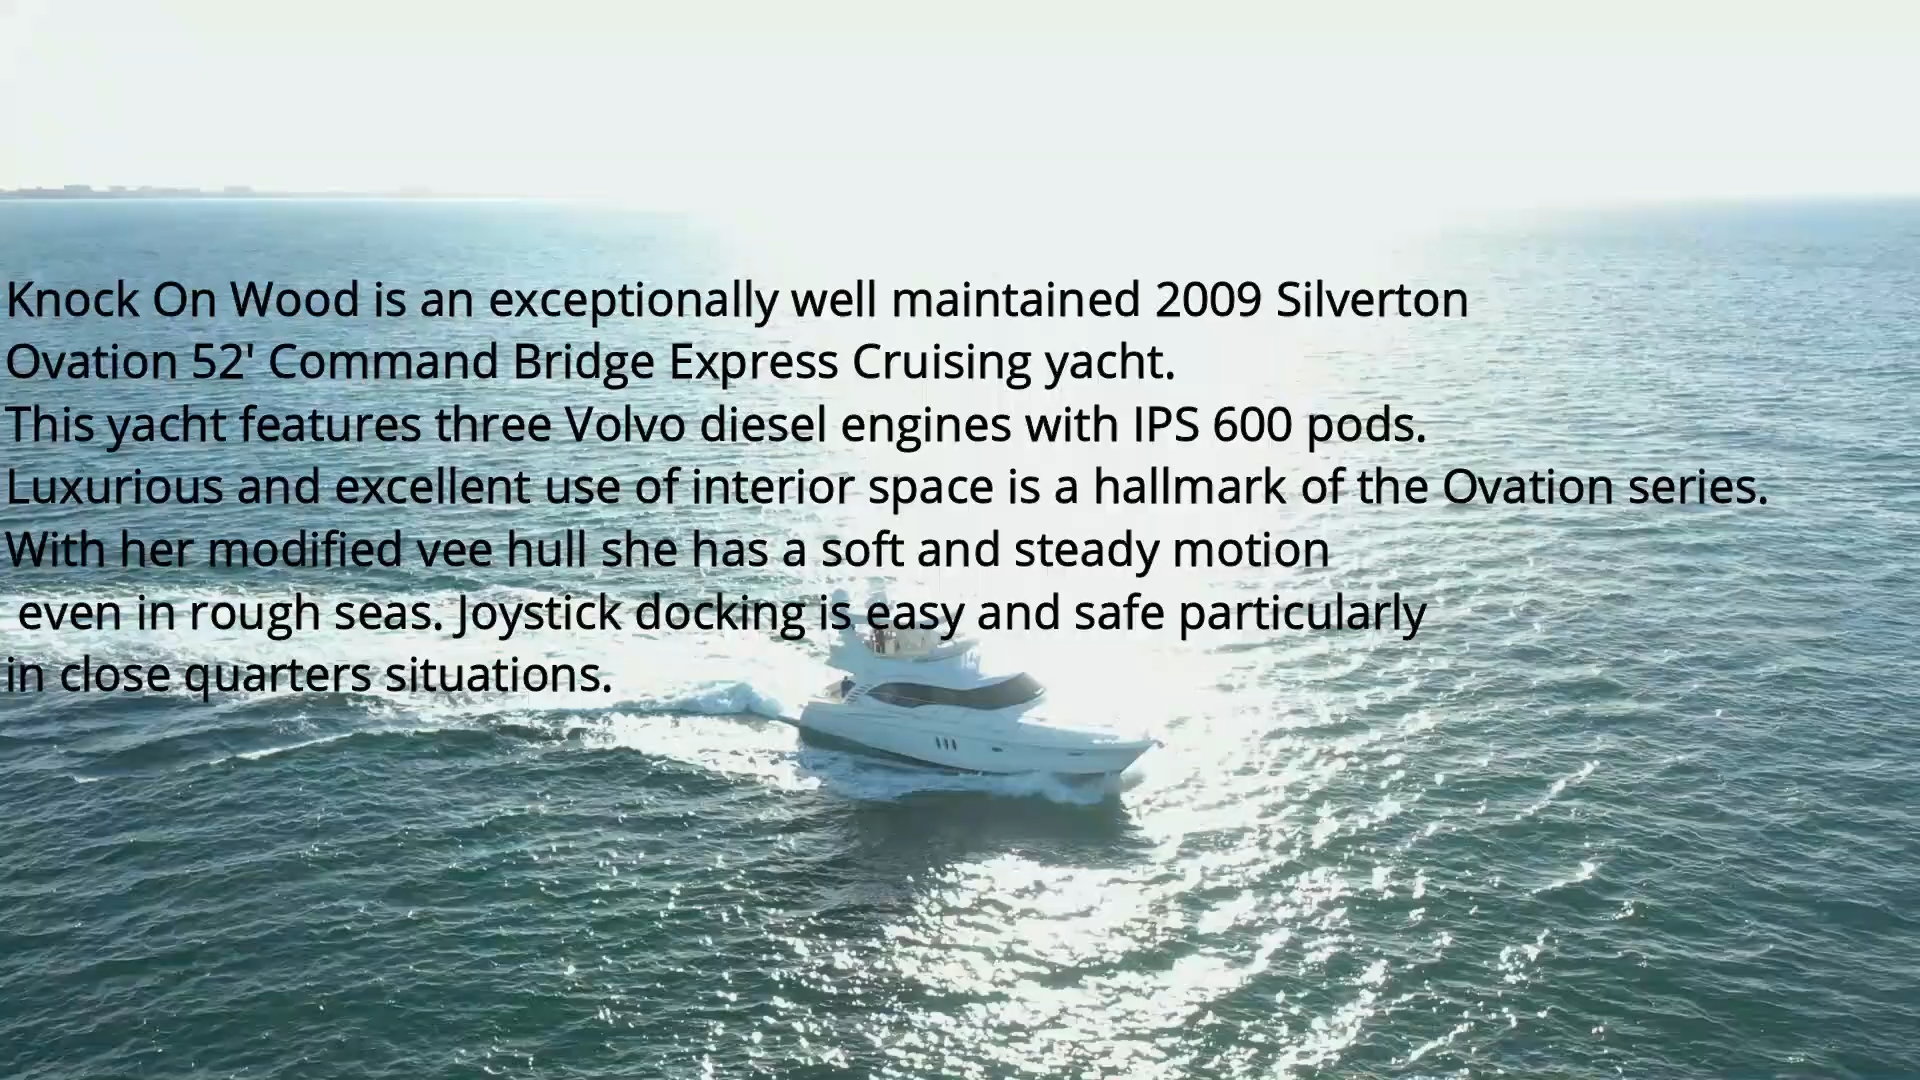 Knock On Wood is an exceptionally well maintained 2009 Silverton
Ovation 52' Command Bridge Express Cruising yacht.
This yacht features three Volvo diesel engines with IPS 600 pods.
Luxurious and excellent use of interior space is a hallmark of the Ovation series.
With her modified vee hull she has a soft and steady motion
even in rough seas. Joystick docking is easy and safe particularly
in close quarters situations.